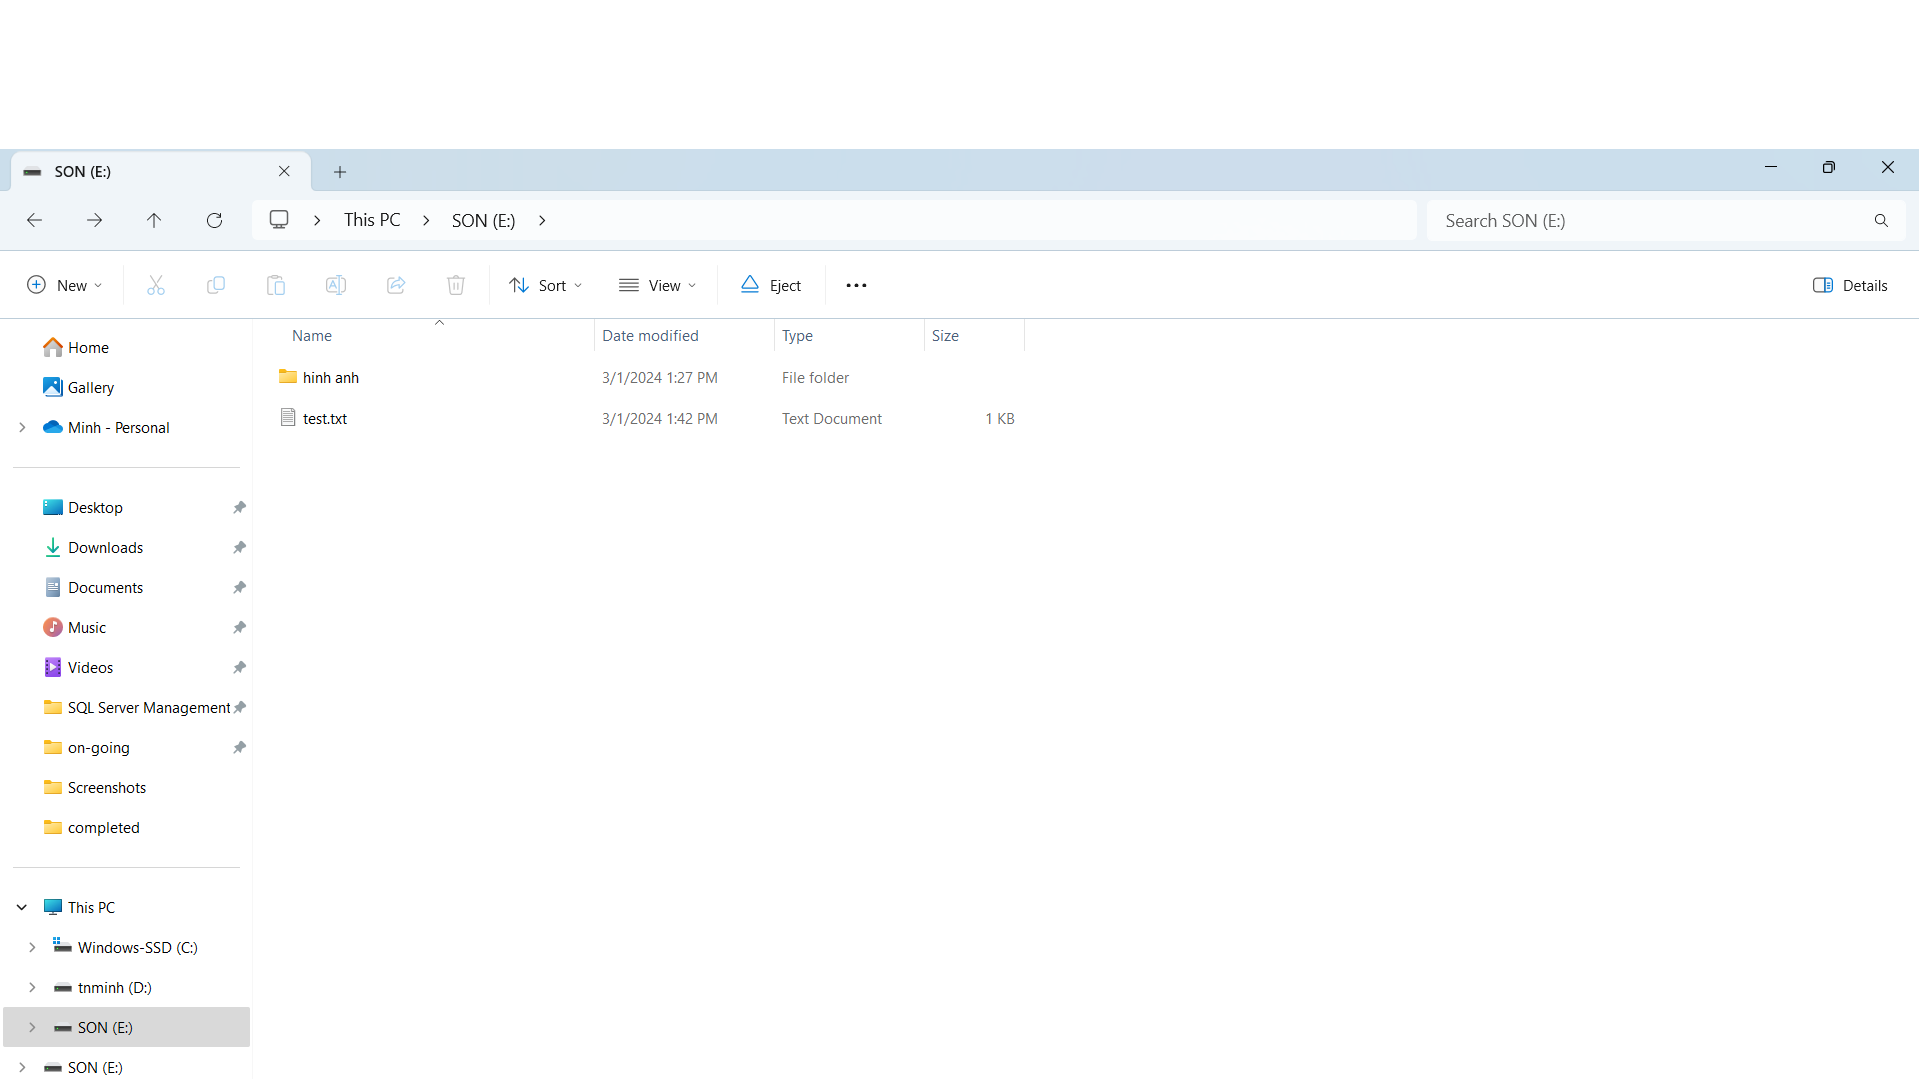 SON (E:)
This PC
SON (E:)
Search SON (E:)
New
Sort
View
Eject
Details
Name
Date modified
Type
Size
hinh anh
3/1/2024 1:27 PM
File folder
test.txt
3/1/2024 1:42 PM
Text Document
1 KB
Home
Gallery
Minh - Personal
Desktop
Downloads
Documents
Music
Videos
SQL Server Management
on-going
Screenshots
completed
This PC
Windows-SSD (C:)
tnminh (D:)
SON (E:)
SON (E:)